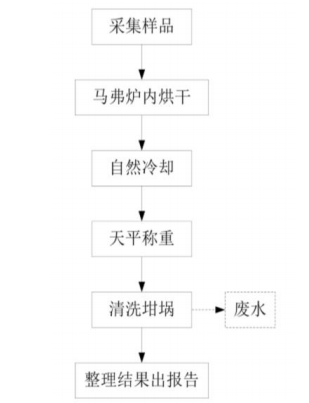 采集样品
马弗炉内烘干
自然冷却
天平称重
清洗坩埚
废水
整理结果出报告